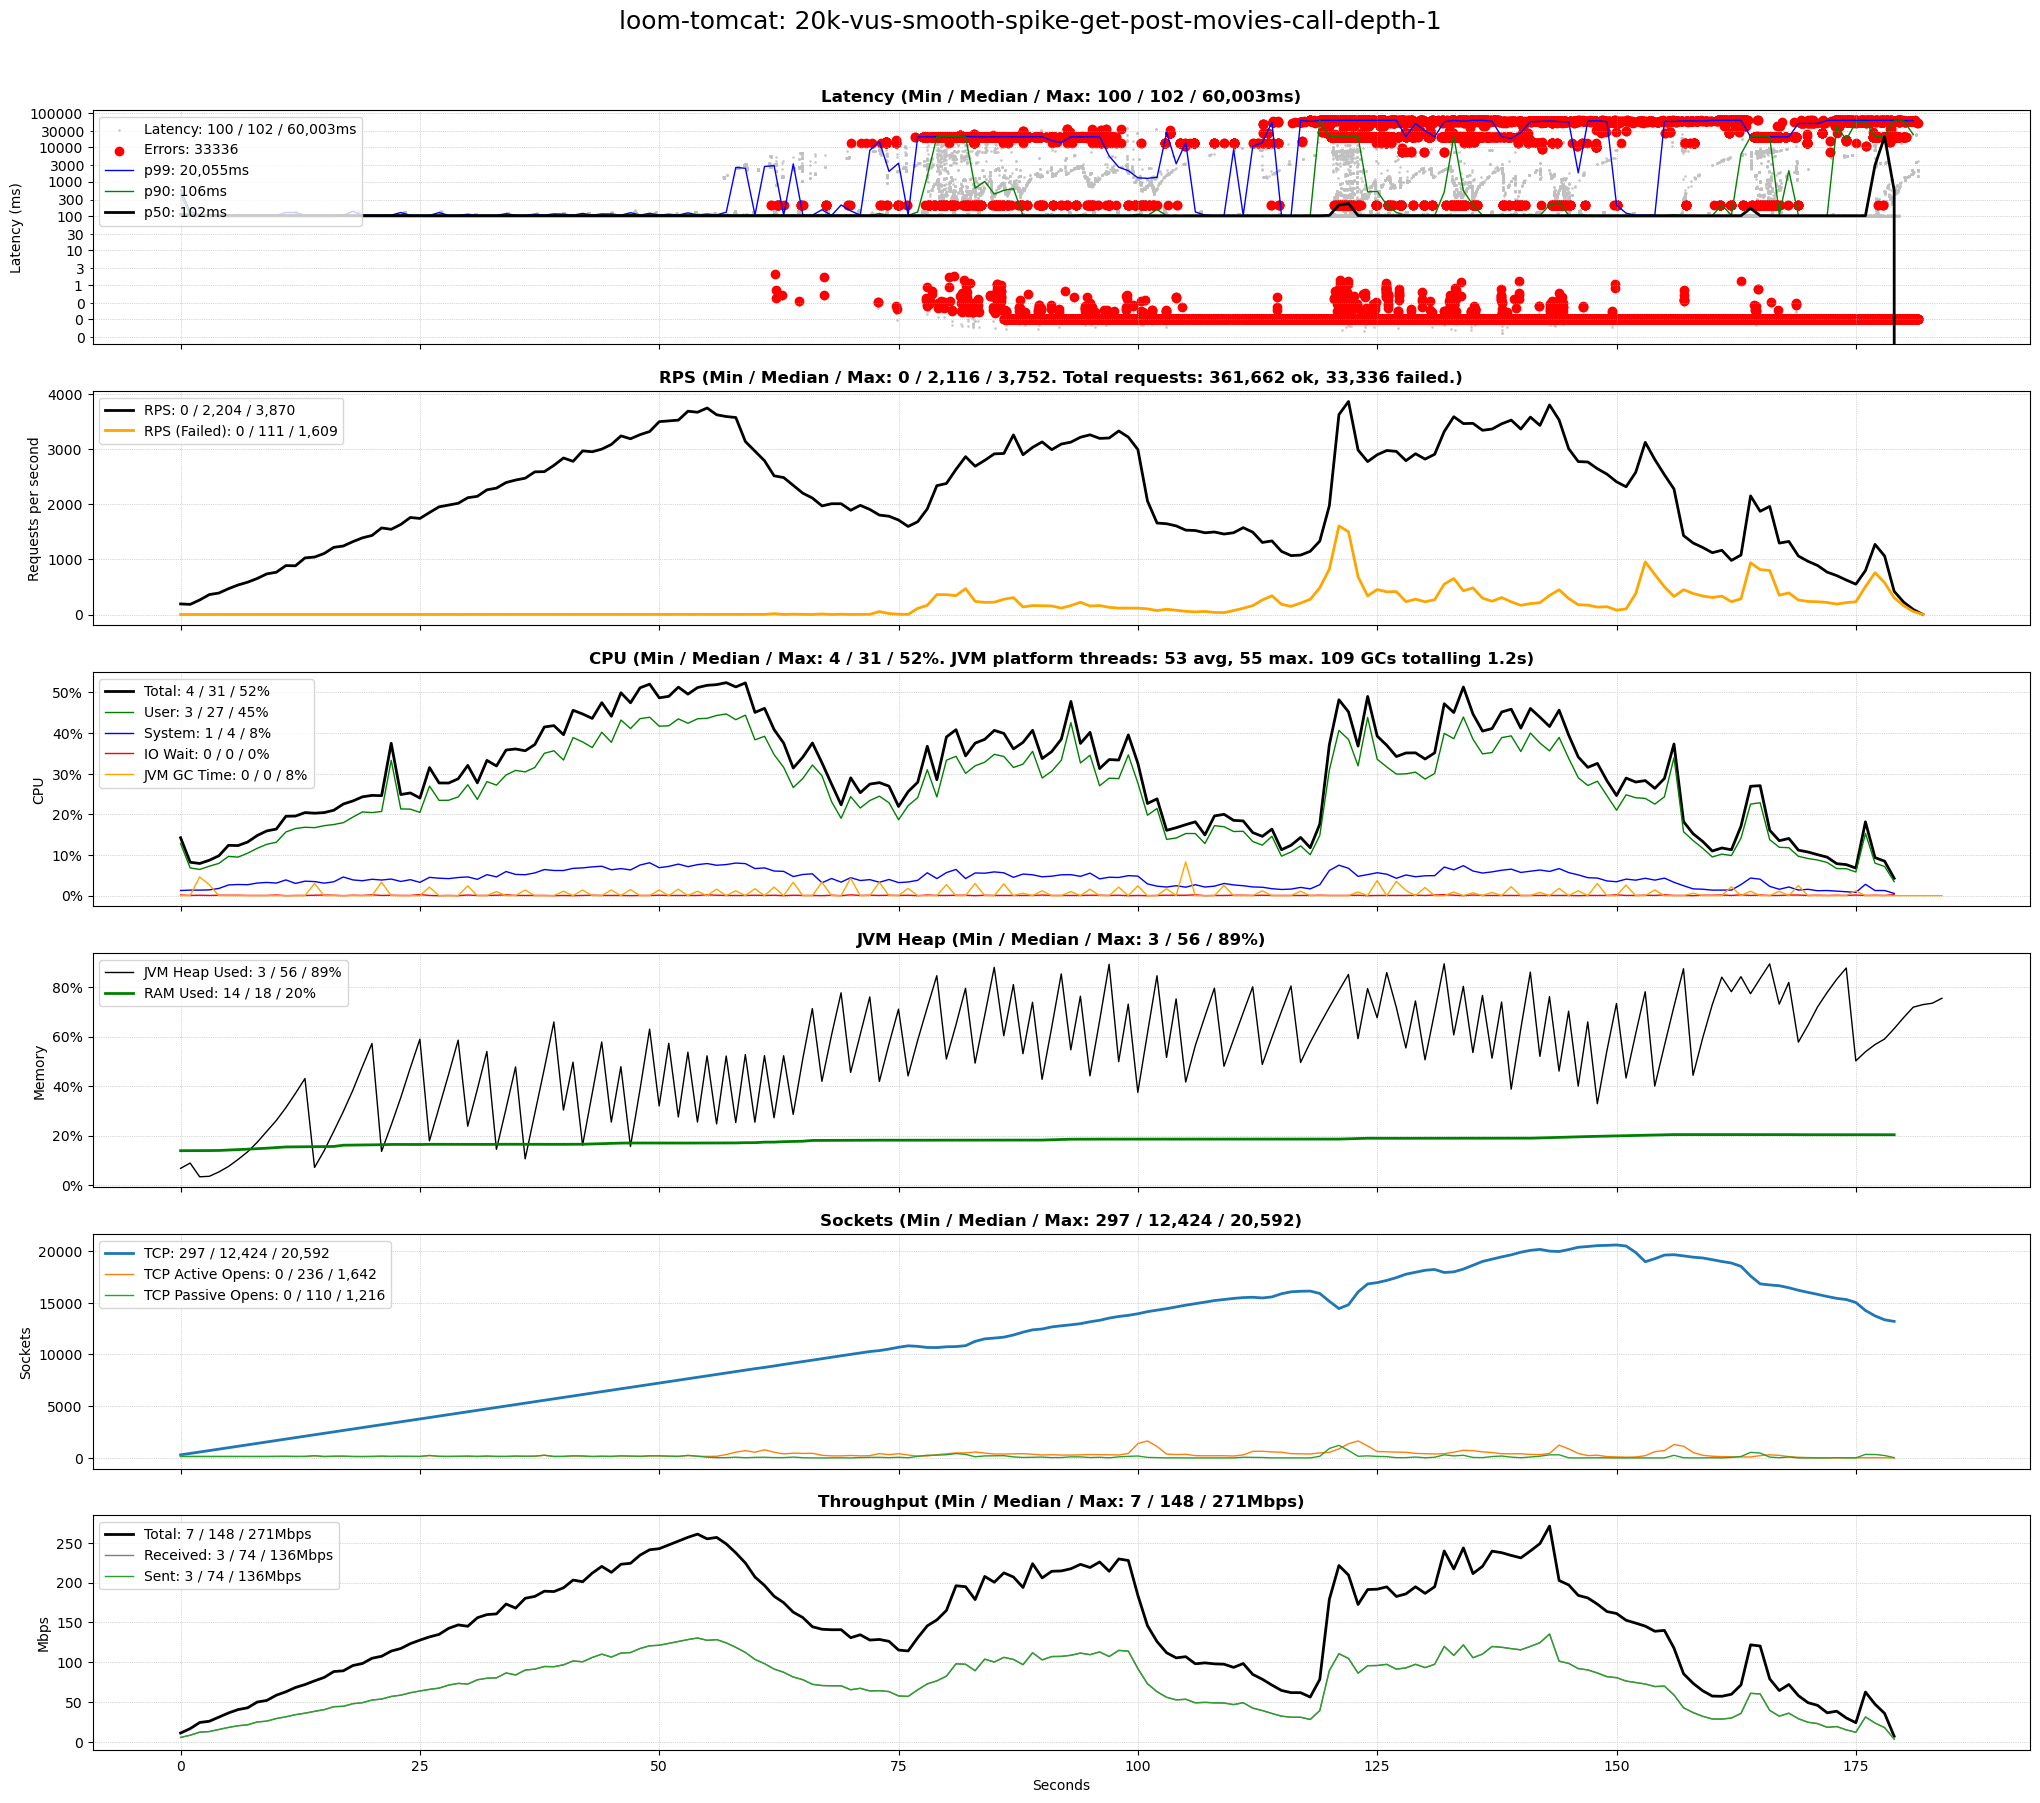 loom-tomcat: 20k-vus-smooth-spike-get-post-movies-call-depth-1
Latency (Min / Median / Max: 100 / 102 / 60,003ms)
100000
30000
10000
3000
1000
300
100
30
10
3
1
0
0
0
Latency (ms)
Latency: 100 / 102 / 60,003ms
Errors: 33336
p99: 20,055ms
p90: 106ms
p50: 102ms
RPS (Min / Median / Max: 0 / 2,116 / 3,752. Total requests: 361,662 ok, 33,336 failed.)
4000
3000
2000
1000
0
Requests per second
RPS: 0 / 2,204 / 3,870
RPS (Failed): 0 / 111 / 1,609
CPU (Min / Median / Max: 4 / 31 / 52%. JVM platform threads: 53 avg, 55 max. 109 GCs totalling 1.2s)
50%
40%
30%
20%
10%
0%
CPU
Total: 4 / 31 / 52%
User: 3 / 27 / 45%
System: 1 / 4 / 8%
IO Wait: 0 / 0 / 0%
JVM GC Time: 0 / 0 / 8%
JVM Heap (Min / Median / Max: 3 / 56 / 89%)
80%
60%
40%
20%
0%
Memory
JVM Heap Used: 3 / 56 / 89%
RAM Used: 14 / 18 / 20%
Sockets (Min / Median / Max: 297 / 12,424 / 20,592)
20000
15000
10000
5000
0
Sockets
TCP: 297 / 12,424 / 20,592
TCP Active Opens: 0 / 236 / 1,642
TCP Passive Opens: 0 / 110 / 1,216
Throughput (Min / Median / Max: 7 / 148 / 271Mbps)
250
200
150
100
50
0
Mbps
Total: 7 / 148 / 271Mbps
Received: 3 / 74 / 136Mbps
Sent: 3 / 74 / 136Mbps
0 25 50 75 100 125 150 175
Seconds